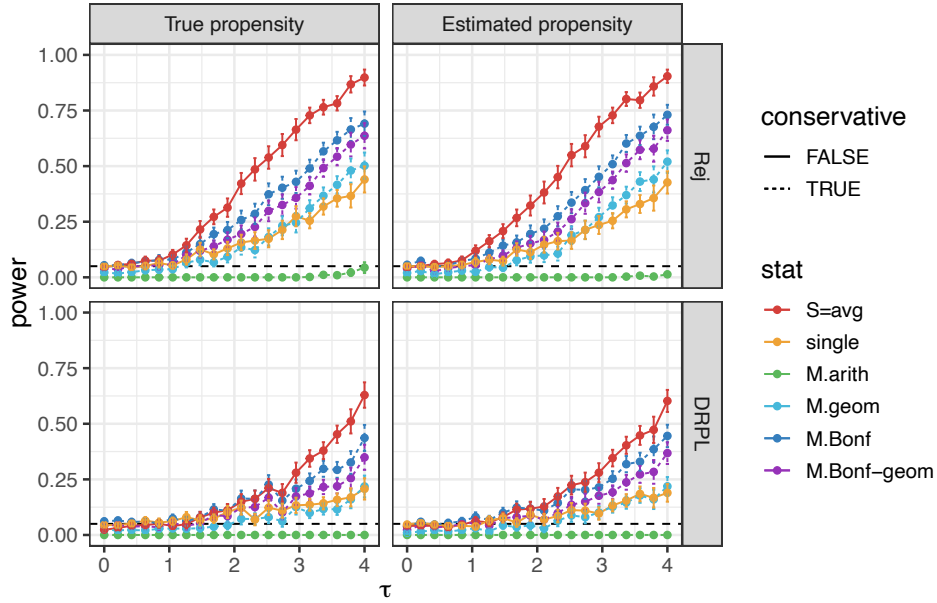 True propensity
Estimated propensity
1.00
0.75
0.50
0.25
0.00
Rej
1.00
0.75
0.50
0.25
0.00
DRPL
power
0 1 2 3 4
0 1 2 3 4
τ
conservative
FALSE
TRUE
stat
S=avg
single
M.arith
M.geom
M.Bonf
M.Bonf-geom